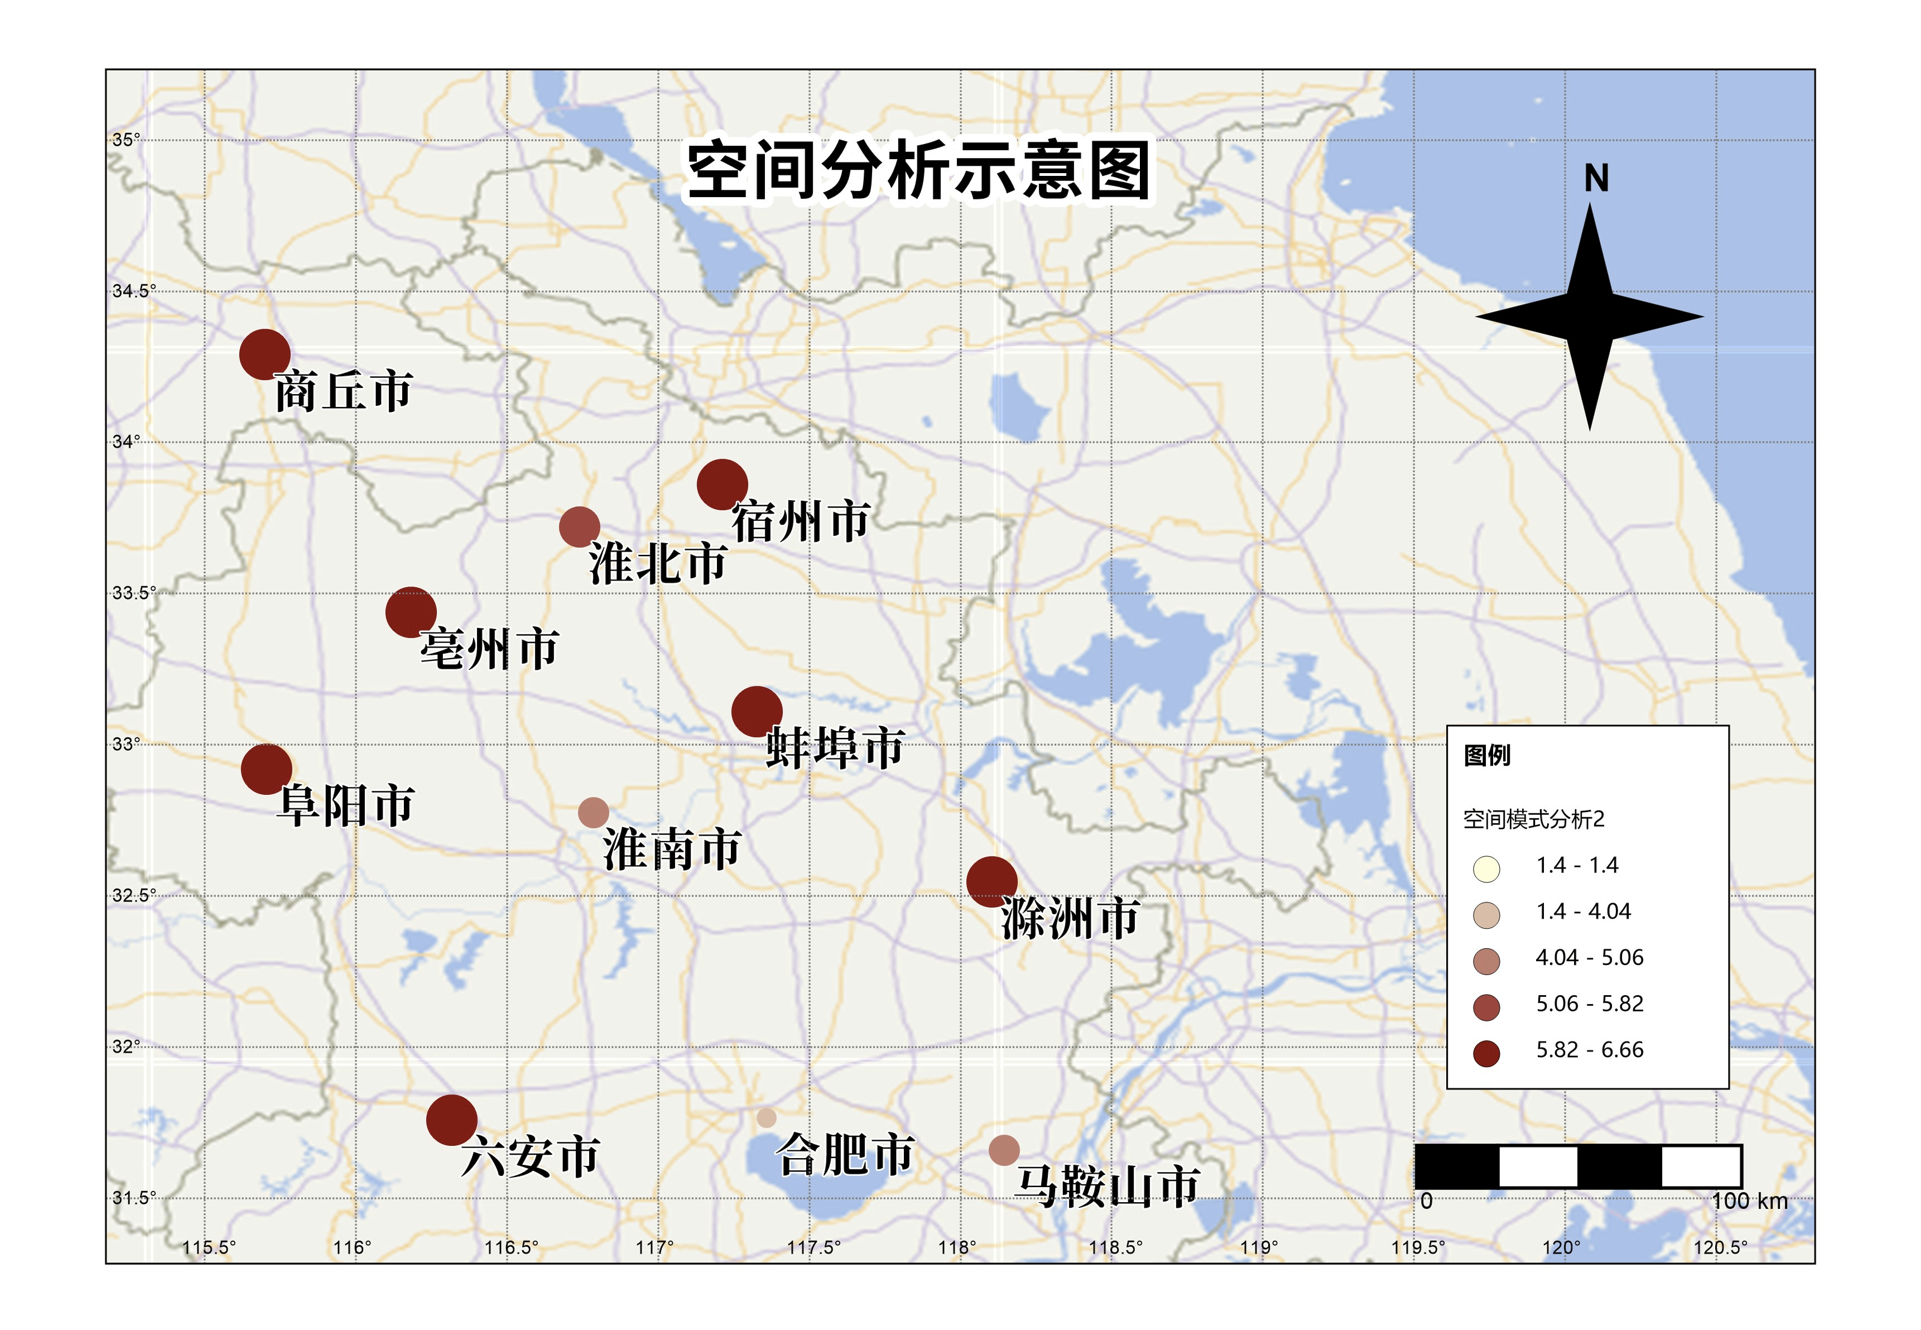 空间分析示意图
N
35°
34.5°
商丘市
34°
宿州市
淮北市
33.5°
亳州市
蚌埠市
33°
阜阳市
淮南市
32.5°
滁洲市
32°
六安市
合肥市
马鞍山市
31.5°
图例
空间模式分析2
1.4 - 1.4
1.4 - 4.04
4.04 - 5.06
5.06 - 5.82
5.82 - 6.66
0 100 km
115.5° 116° 116.5° 117° 117.5° 118° 118.5° 119° 119.5° 120° 120.5°